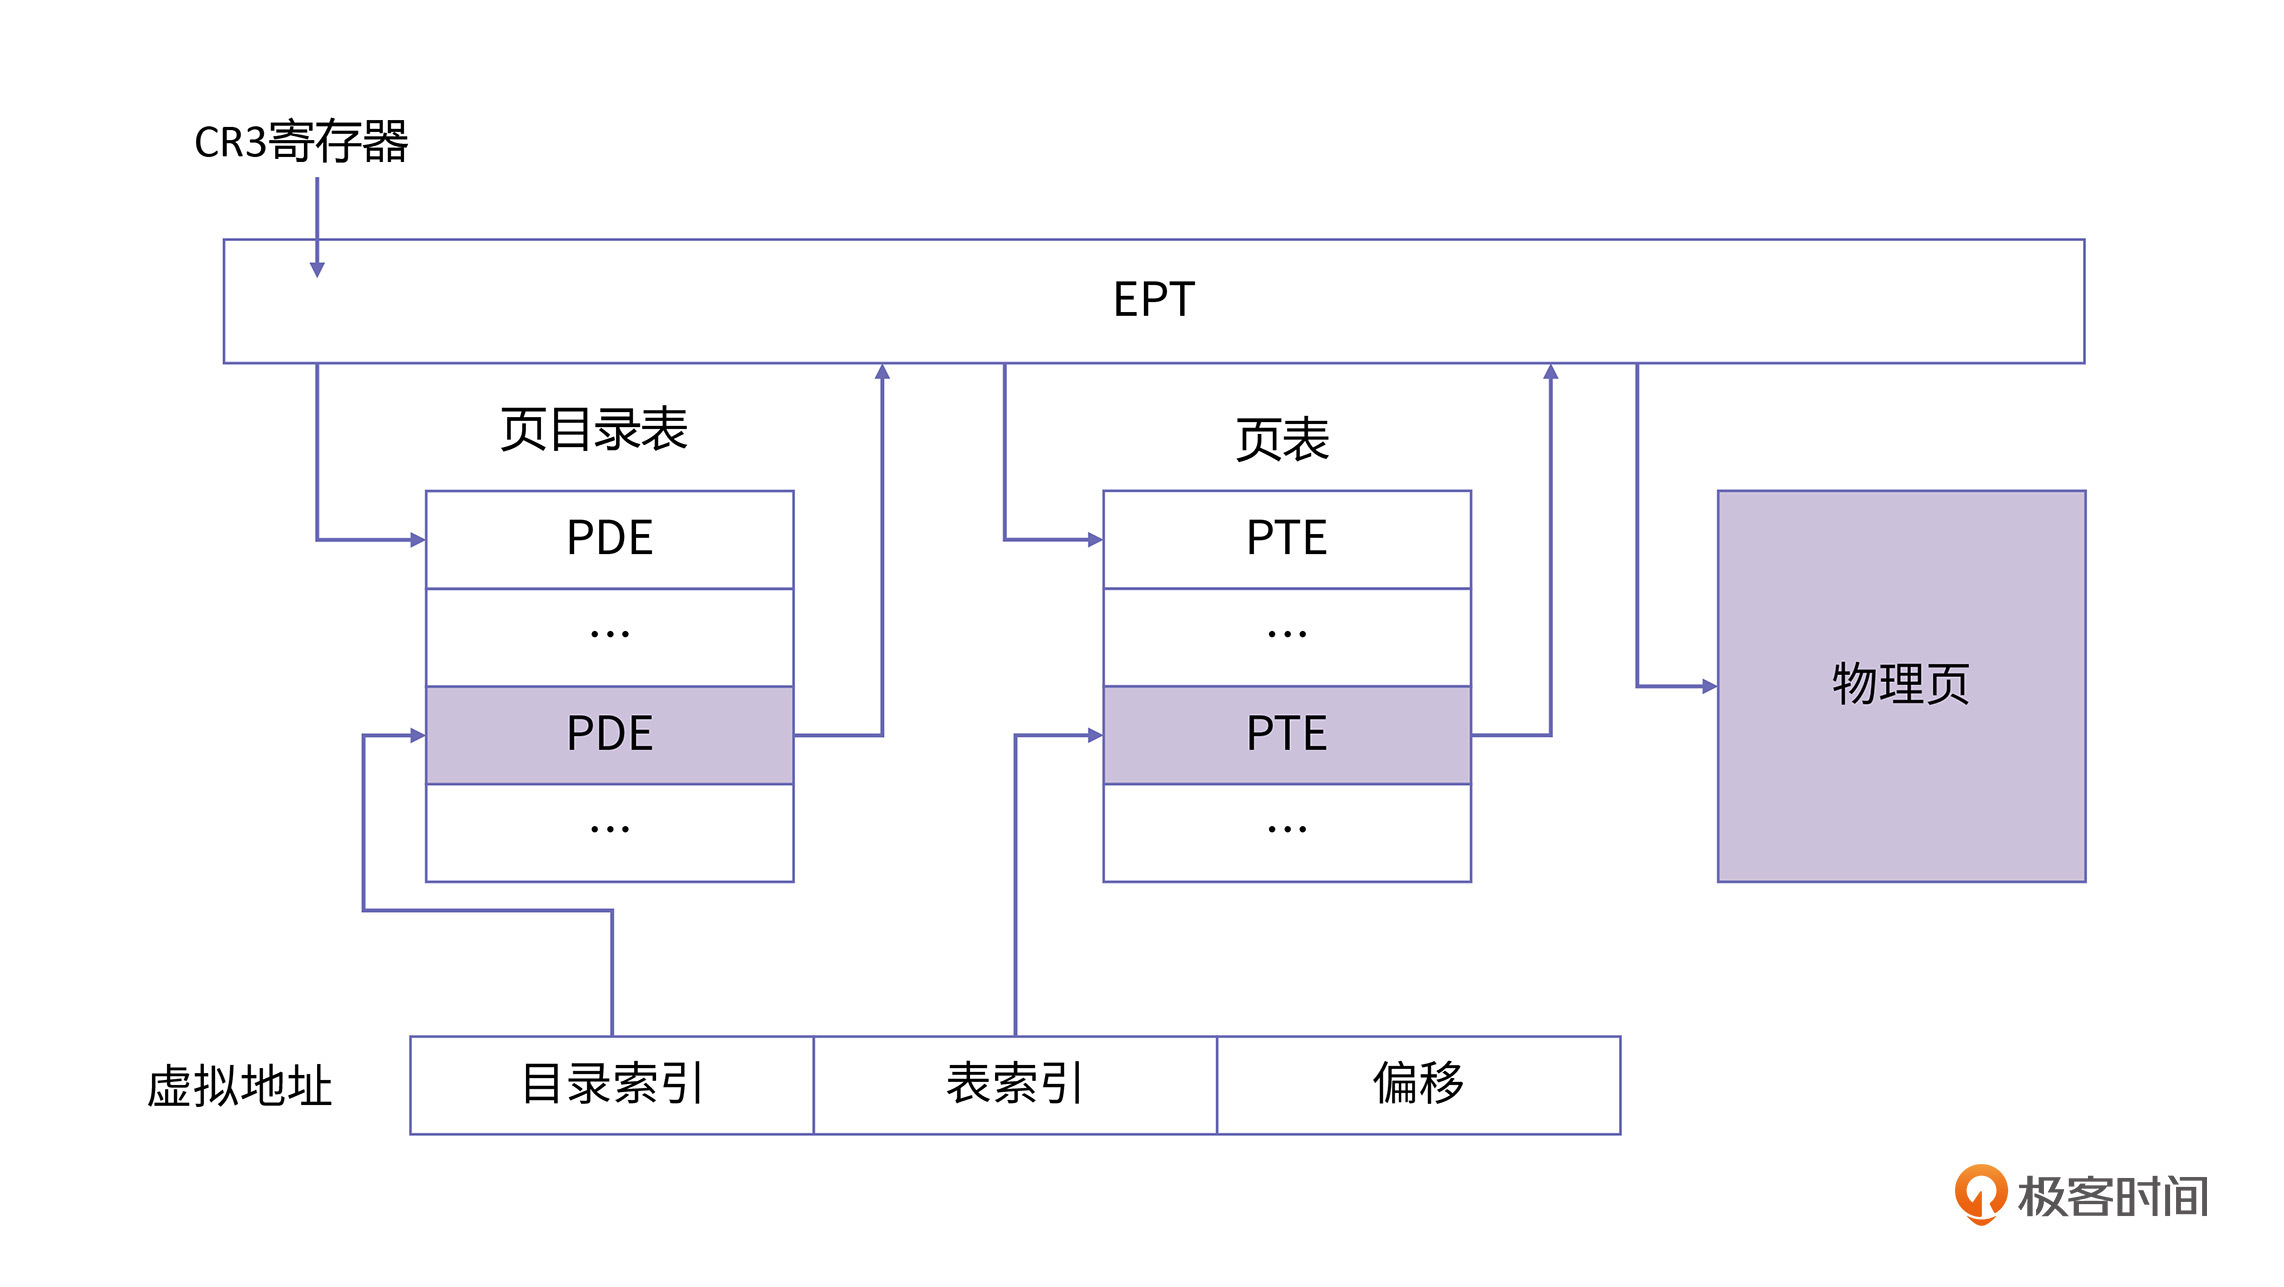 CR3寄存器
EPT
页目录表
页表
PDE
...
PDE
...
PTE
...
PTE
...
物理页
虚拟地址
目录索引
表索引
偏移
极客时间